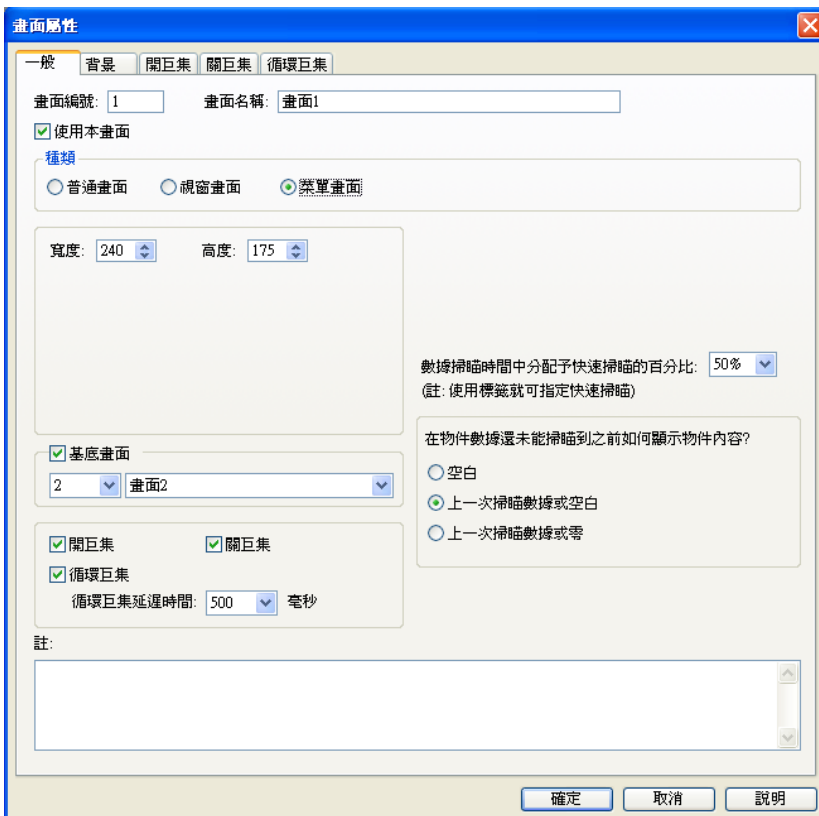 畫面屬性
一般 背景 開巨集 關巨集 循環巨集
畫面編號: 1 畫面名稱: 畫面1
使用本畫面
種類
普通畫面 視窗畫面 菜單畫面
寬度: 240 高度: 175
數據掃瞄時間中分配予快速掃瞄的百分比: 50%
(註: 使用標籤就可指定快速掃瞄)
基底畫面
2 畫面2
在物件數據還未能掃瞄到之前如何顯示物件內容?
空白
上一次掃瞄數據或空白
上一次掃瞄數據或零
開巨集 關巨集
循環巨集
循環巨集延遲時間: 500 毫秒
註:
確定 取消 說明